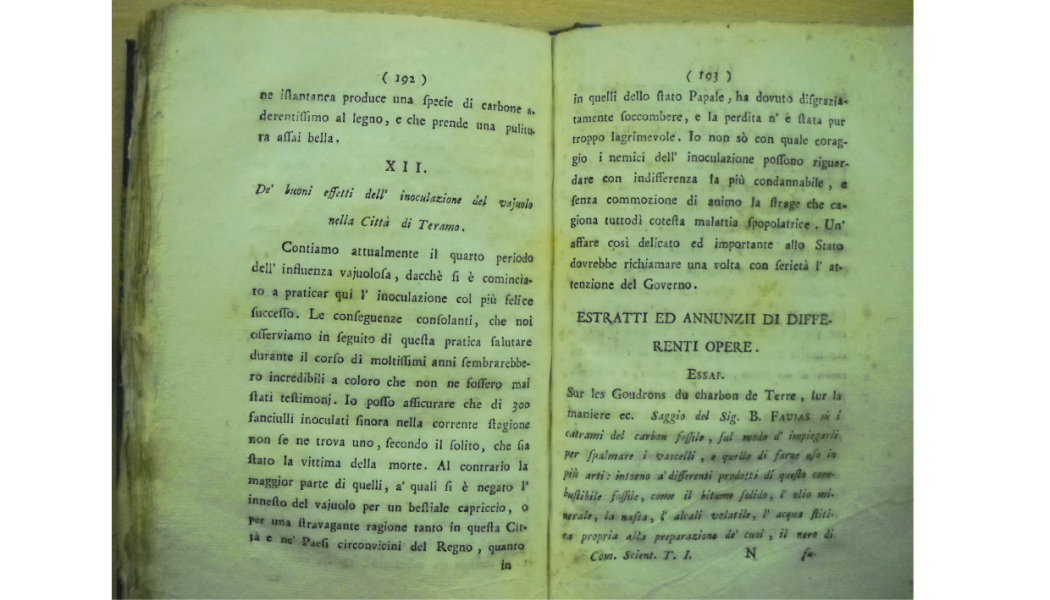 ( 192 )
ne iſtantanea produce una ſpecie di carbone a-
derentiſſimo al legno, e che prende una pulitu-
ra aſſai bella.
XII.
De' buoni effetti dell' inoculazione del vajuolo
nella Città di Teramo.
Contiamo attualmente il quarto periodo
dell' influenza vajuoloſa, dacchè ſi è comincia-
to a praticar qui l' inoculazione col più felice
ſucceſſo. Le conſeguenze conſolanti, che noi
oſſerviamo in ſeguito di queſta pratica ſalutare
durante il corſo di moltiſſimi anni ſembrarebbe-
ro incredibili a coloro che non ne foſſero mai
ſtati teſtimonj. Io poſſo aſſicurare che di 300
fanciulli inoculati ſinora nella corrente ſtagione
non ſe ne trova uno, ſecondo il ſolito, che ſia
ſtato la vittima della morte. Al contrario la
maggior parte di quelli, a' quali ſi è negato l'
inneſto del vajuolo per un beſtiale capriccio, o
per una ſtravagante ragione tanto in queſta Cit-
tà e ne' Paeſi circonvicini del Regno, quanto
in
( 193 )
in quelli dello ſtato Papale, ha dovuto diſgrazia-
tamente ſoccombere, e la perdita n' è ſtata pur
troppo lagrimevole. Io non sò con quale corag-
gio i nemici dell' inoculazione poſſono riguar-
dare con indifferenza la più condannabile, e
ſenza commozione di animo la ſtrage che ca-
giona tuttodì coteſta malattia ſpopolatrice. Un'
affare così delicato ed importante allo Stato
dovrebbe richiamare una volta con ſerietà l' at-
tenzione del Governo.
ESTRATTI ED ANNUNZII DI DIFFE-
RENTI OPERE.
ESSAI.
Sur les Goudrons du charbon de Terre, ſur la
maniere ec. Saggio del Sig. B. FAUJAS su i
catrami del carbon foſſile, ſul modo d' impiegarli
per ſpalmare i vaſcelli, e quello di farne uſo in
più arti: intorno a' differenti prodotti di queſto com-
buſtibile foſſile, come il bitume ſolido, l' olio mi-
nerale, la nafta, l' alcali volatile, l' acqua ſtiti-
ca propria alla preparazione de' cuoi, il nero di
Com. Scient. T. I. N fu-